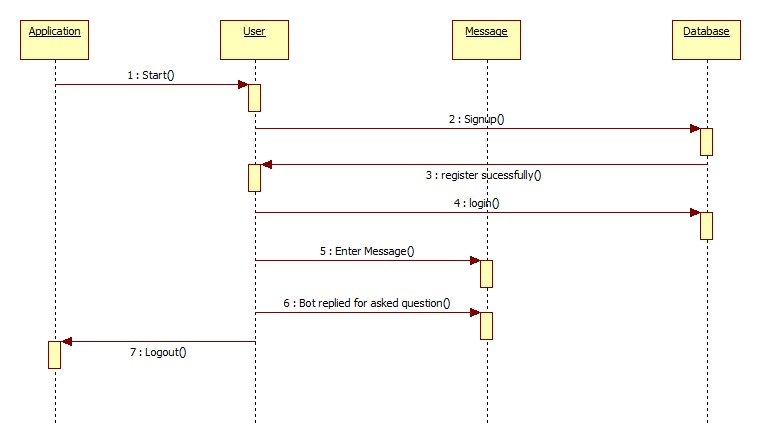 Application
User
Message
Database
1 : Start()
2 : Signup()
3 : register sucessfully()
4 : login()
5 : Enter Message()
6 : Bot replied for asked question()
7 : Logout()